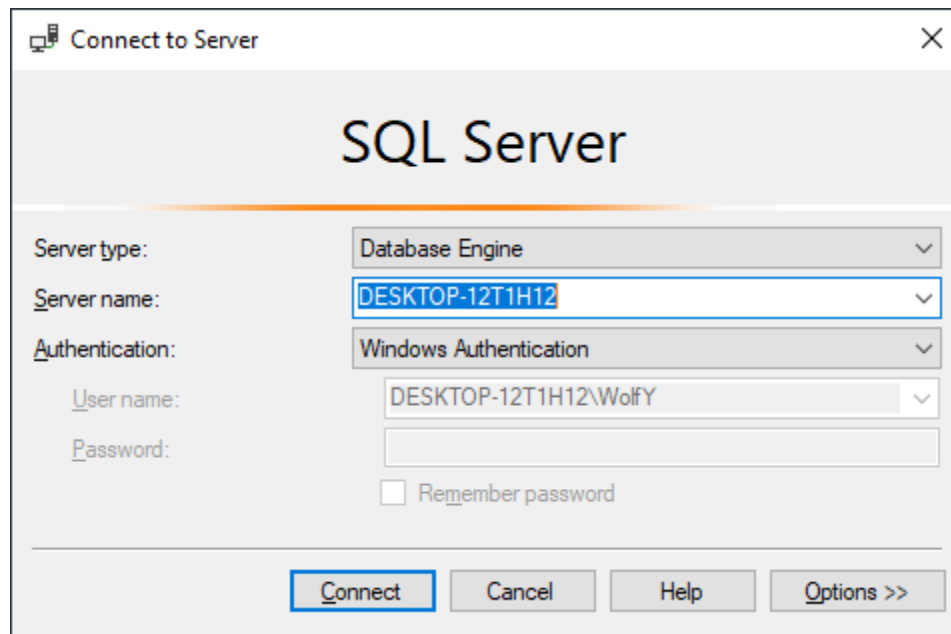 Connect to Server
SQL Server
Server type: Database Engine
Server name: DESKTOP-12T1H12
Authentication: Windows Authentication
User name: DESKTOP-12T1H12\WolfY
Password:
Remember password
Connect Cancel Help Options >>